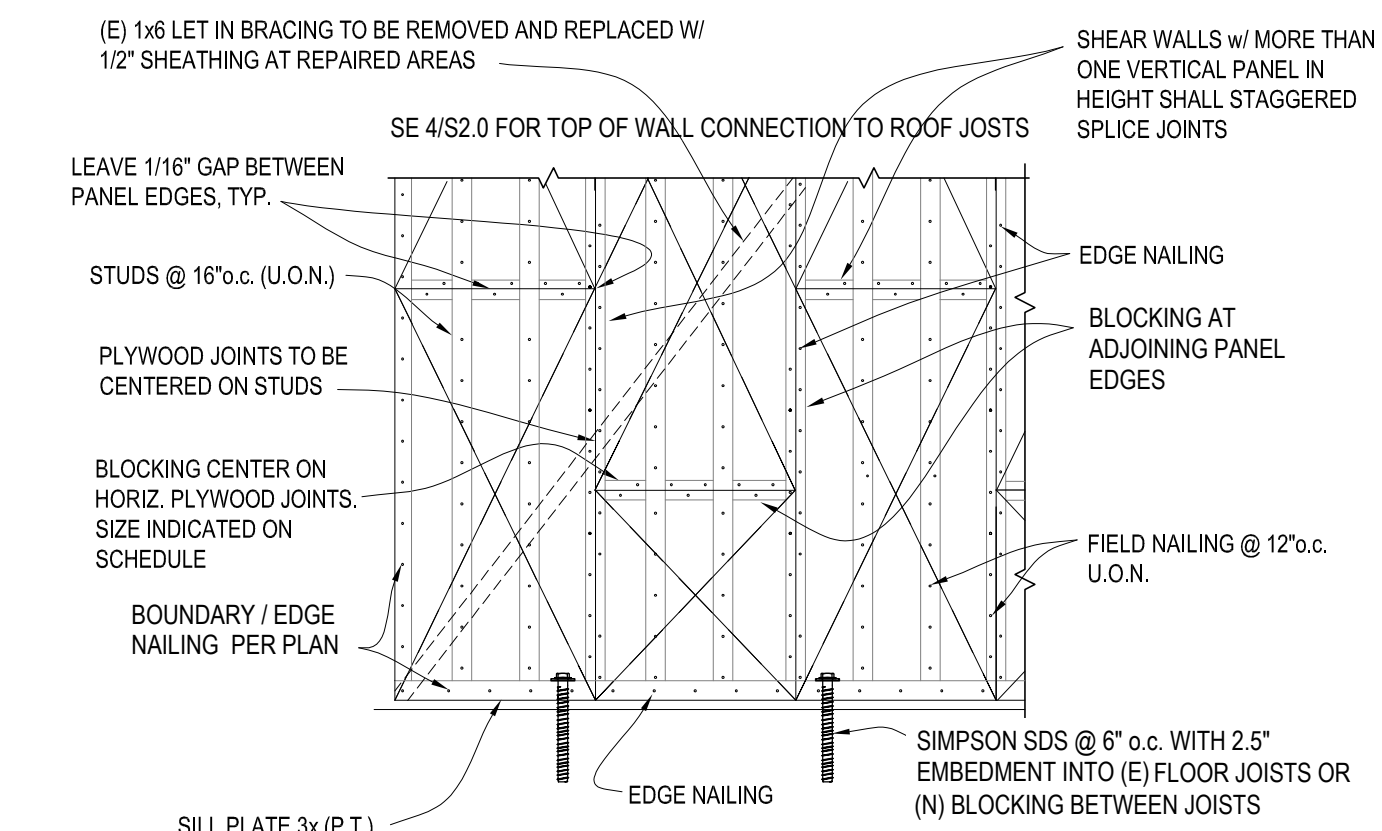 (E) 1x6 LET IN BRACING TO BE REMOVED AND REPLACED W/
1/2" SHEATHING AT REPAIRED AREAS
SHEAR WALLS w/ MORE THAN
ONE VERTICAL PANEL IN
HEIGHT SHALL STAGGERED
SPLICE JOINTS
SE 4/S2.0 FOR TOP OF WALL CONNECTION TO ROOF JOSTS
LEAVE 1/16" GAP BETWEEN
PANEL EDGES, TYP.
EDGE NAILING
STUDS @ 16"o.c. (U.O.N.)
BLOCKING AT
ADJOINING PANEL
EDGES
PLYWOOD JOINTS TO BE
CENTERED ON STUDS
BLOCKING CENTER ON
HORIZ. PLYWOOD JOINTS.
SIZE INDICATED ON
SCHEDULE
FIELD NAILING @ 12"o.c.
U.O.N.
BOUNDARY / EDGE
NAILING PER PLAN
SIMPSON SDS @ 6" o.c. WITH 2.5"
EMBEDMENT INTO (E) FLOOR JOISTS OR
(N) BLOCKING BETWEEN JOISTS
EDGE NAILING
SILL PLATE 3x (P.T.)